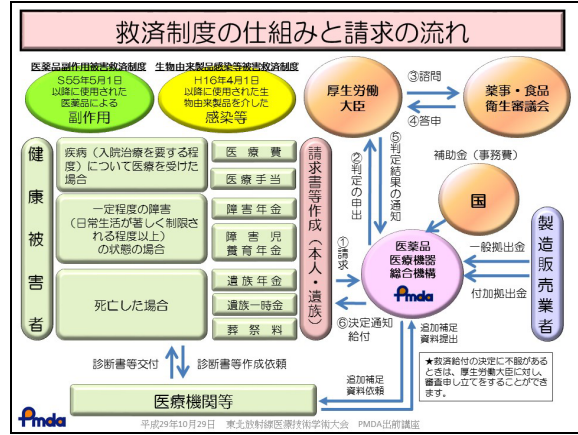 救済制度の仕組みと請求の流れ
医薬品副作用被害救済制度
生物由来製品感染等被害救済制度
S55年5月1日
以降に使用された
医薬品による
副作用
H16年4月1日
以降に使用された生
物由来製品を介した
感染等
厚生労働
大臣
③諮問
④答申
薬事・食品
衛生審議会
健康被害者
疾病（入院治療を要する程
度）について医療を受けた
場合
医療費
医療手当
一定程度の障害
（日常生活が著しく制限さ
れる程度以上）
の状態の場合
障害年金
障害児
養育年金
死亡した場合
遺族年金
遺族一時金
葬祭料
請求書等作成（本人・遺族）
②判定の申出
⑤判定結果の通知
補助金（事務費）
国
①請求
医薬品
医療機器
総合機構
Pmda
一般拠出金
付加拠出金
製造販売業者
⑥決定通知
給付
追加補足
資料提出
診断書等交付
診断書等作成依頼
追加補足
資料依頼
★救済給付の決定に不服がある
ときは、厚生労働大臣に対し、
審査申し立てをすることができ
ます。
医療機関等
Pmda
平成29年10月29日 東北放射線医療技術学術大会 PMDA出前講座